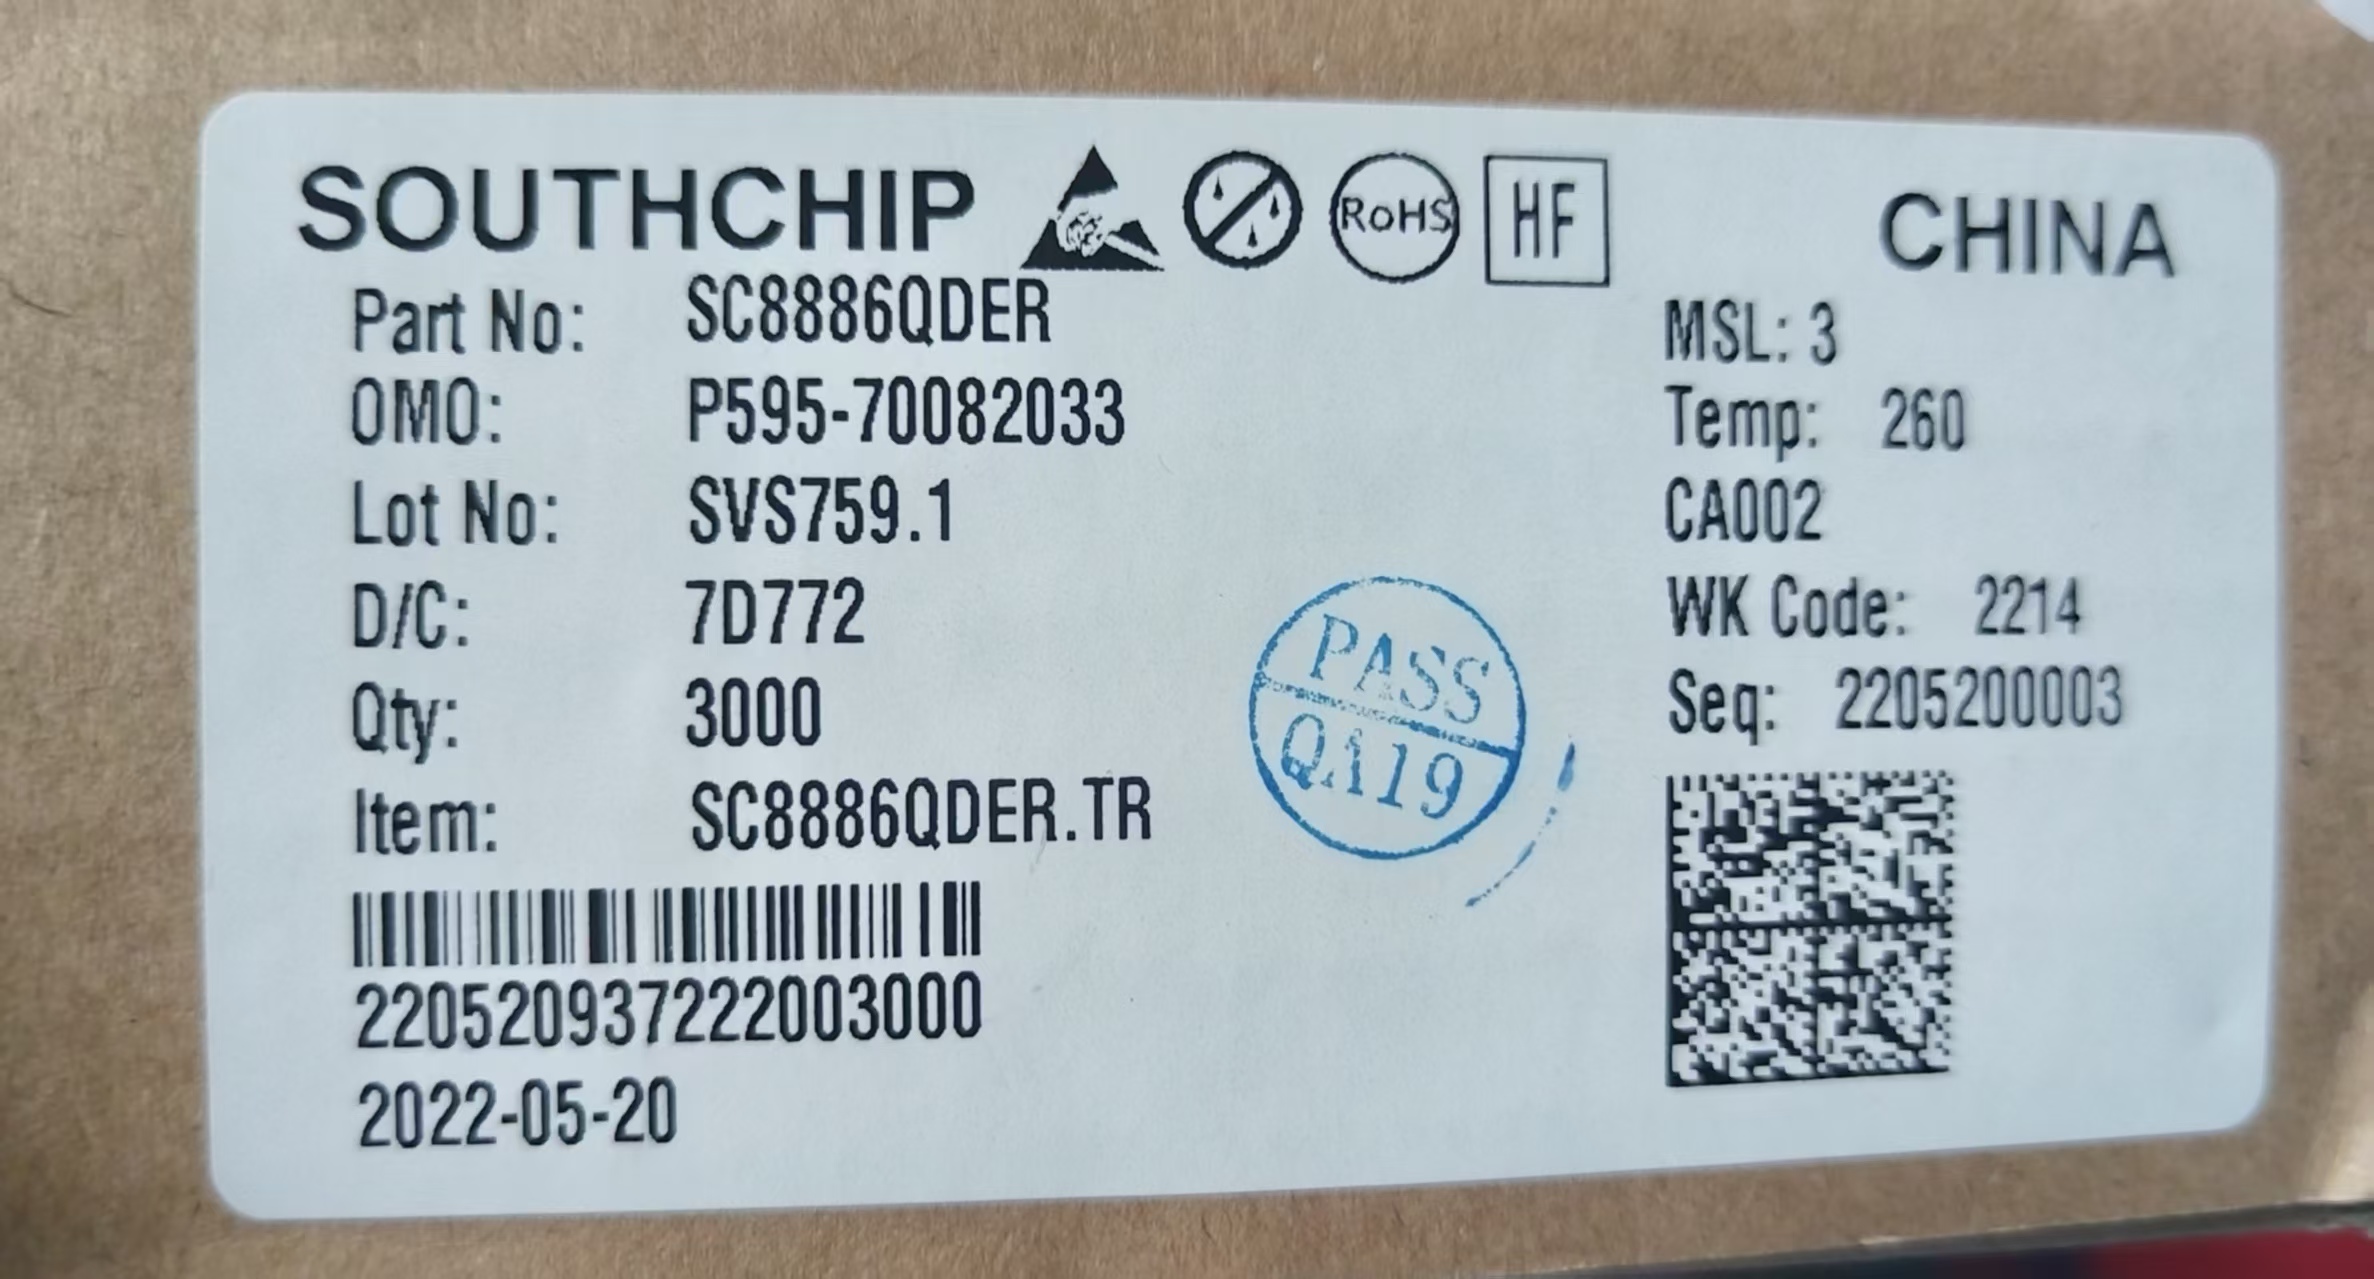 SOUTHCHIP RoHS HF CHINA
Part No: SC8886QDER
OMO: P595-70082033
Lot No: SVS759.1
D/C: 7D772
Qty: 3000
Item: SC8886QDER.TR
220520937222003000
2022-05-20
MSL: 3
Temp: 260
CA002
WK Code: 2214
Seq: 2205200003
PASS
QA19